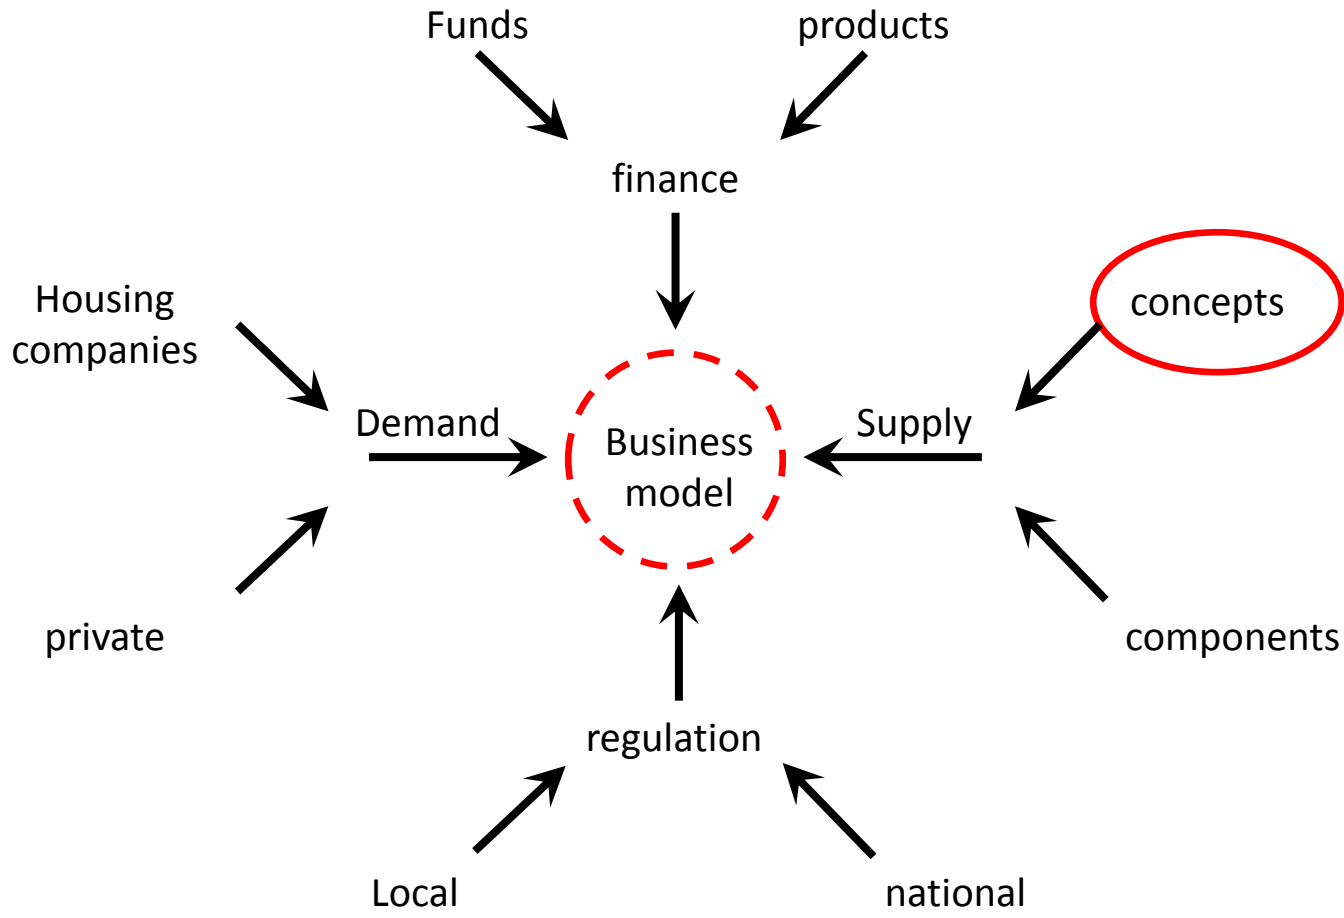 Funds
products
finance
Housing
companies
concepts
Demand
Supply
Business
model
private
components
regulation
Local
national